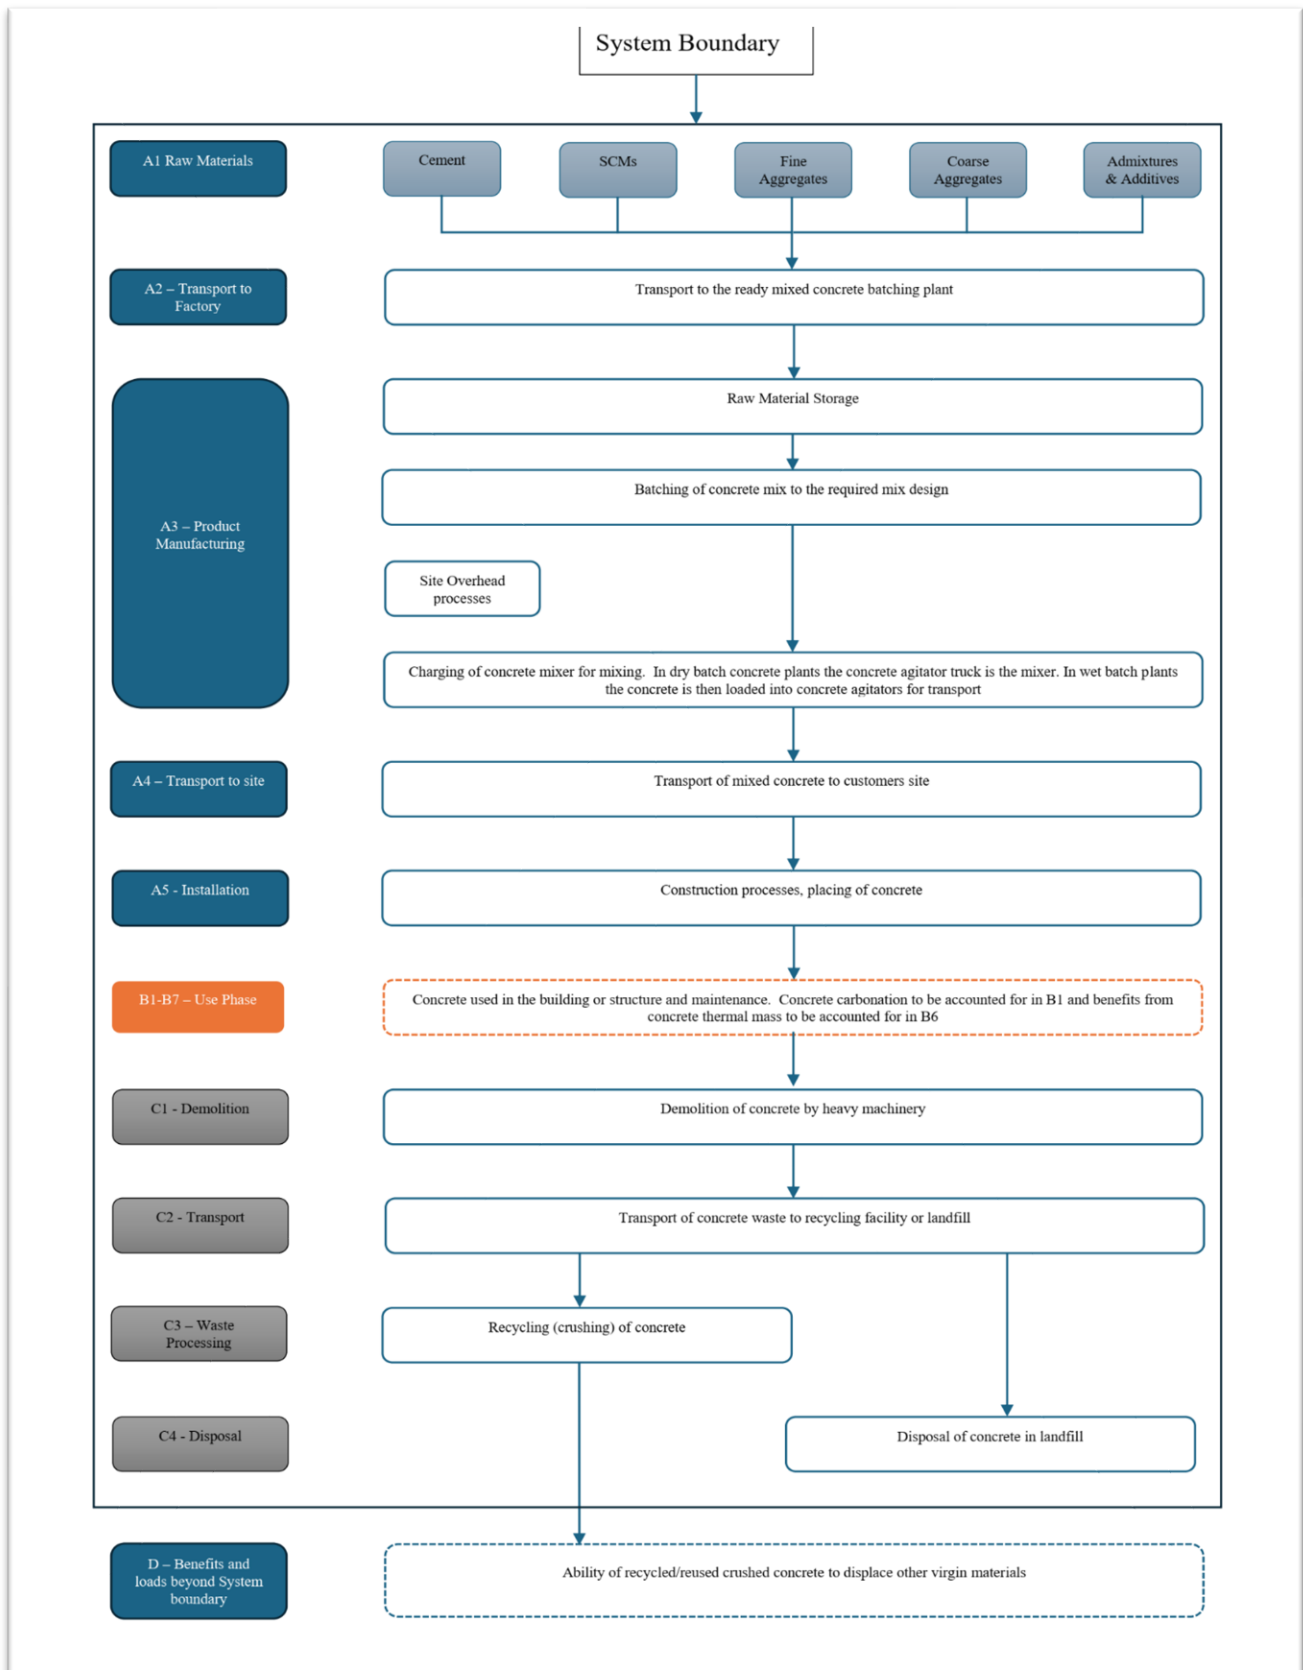 System Boundary
A1 Raw Materials
Cement
SCMs
Fine
Aggregates
Coarse
Aggregates
Admixtures
& Additives
A2 – Transport to
Factory
Transport to the ready mixed concrete batching plant
A3 – Product
Manufacturing
Raw Material Storage
Batching of concrete mix to the required mix design
Site Overhead
processes
Charging of concrete mixer for mixing.  In dry batch concrete plants the concrete agitator truck is the mixer. In wet batch plants
the concrete is then loaded into concrete agitators for transport
A4 – Transport to site
Transport of mixed concrete to customers site
A5 - Installation
Construction processes, placing of concrete
B1-B7 – Use Phase
Concrete used in the building or structure and maintenance.  Concrete carbonation to be accounted for in B1 and benefits from
concrete thermal mass to be accounted for in B6
C1 - Demolition
Demolition of concrete by heavy machinery
C2 - Transport
Transport of concrete waste to recycling facility or landfill
C3 – Waste
Processing
Recycling (crushing) of concrete
C4 - Disposal
Disposal of concrete in landfill
D – Benefits and
loads beyond System
boundary
Ability of recycled/reused crushed concrete to displace other virgin materials